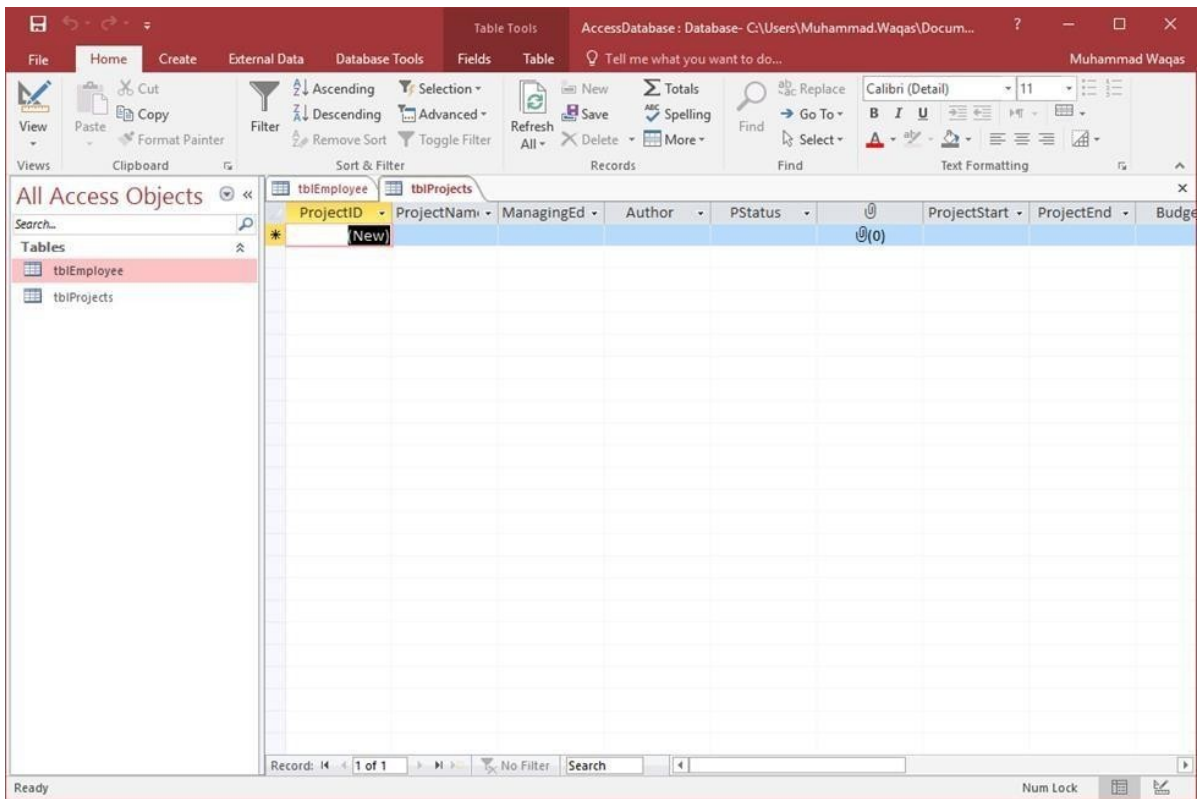 Table Tools AccessDatabase : Database- C:\Users\Muhammad.Waqas\Docum... ?
File Home Create External Data Database Tools Fields Table Tell me what you want to do... Muhammad Waqas
View
Paste
Cut
Copy
Format Painter
Filter
Ascending
Descending
Remove Sort
Selection
Advanced
Toggle Filter
Refresh
All
New
Save
Delete
Totals
Spelling
More
Find
Replace
Go To
Select
Calibri (Detail) 11
B I U
A
Views Clipboard Sort & Filter Records Find Text Formatting
All Access Objects
Search...
Tables
tblEmployee
tblProjects
tblEmployee tblProjects
ProjectID ProjectNam ManagingEd Author PStatus ProjectStart ProjectEnd Budge
(New) (0)
Record: 1 of 1 No Filter Search
Ready Num Lock